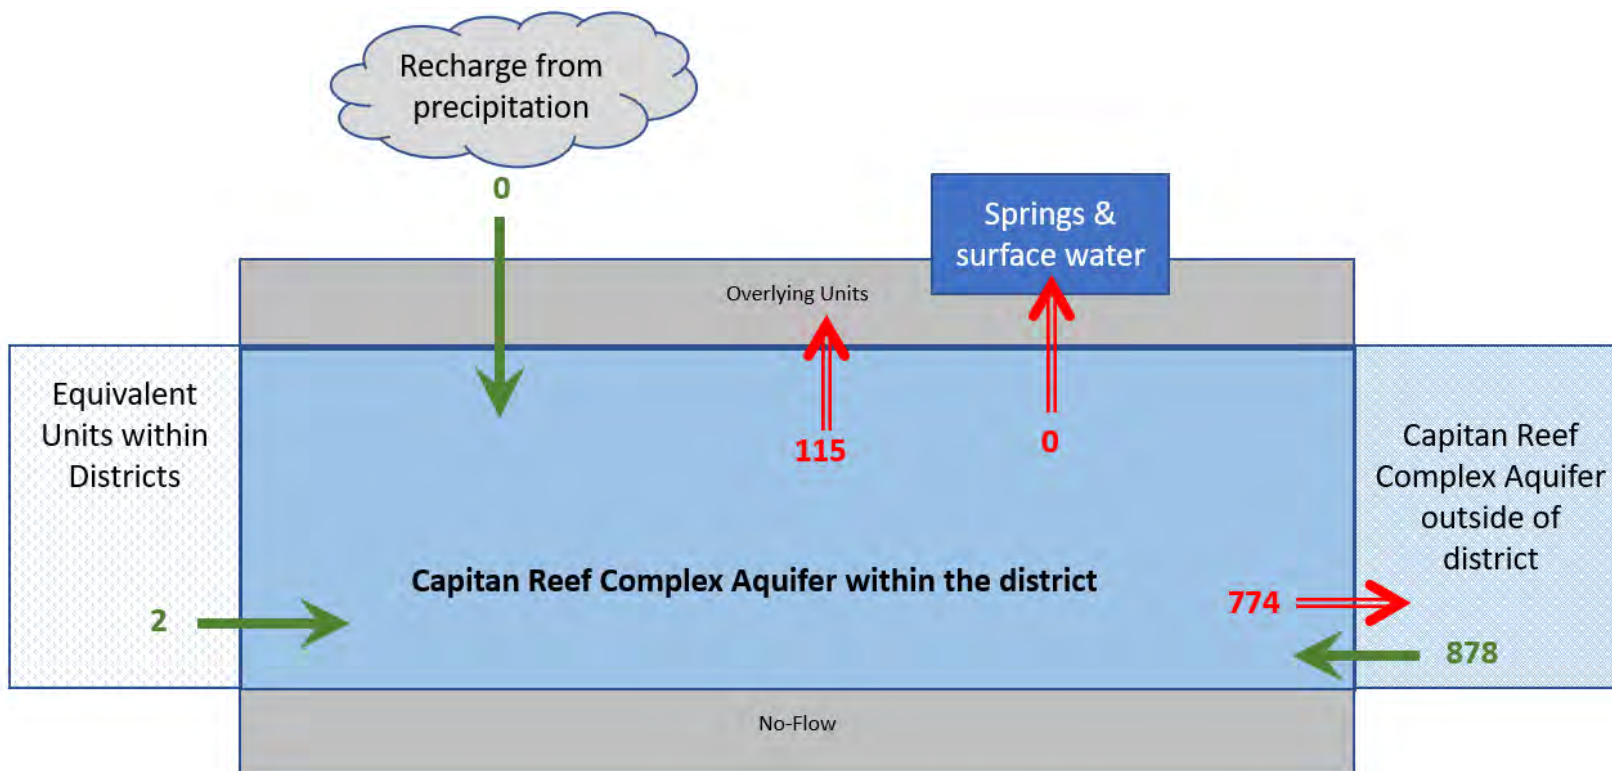 Recharge from
precipitation
0
Springs &
surface water
Overlying Units
Equivalent
Units within
Districts
115
0
Capitan Reef
Complex Aquifer
outside of
district
Capitan Reef Complex Aquifer within the district
774
2
878
No-Flow